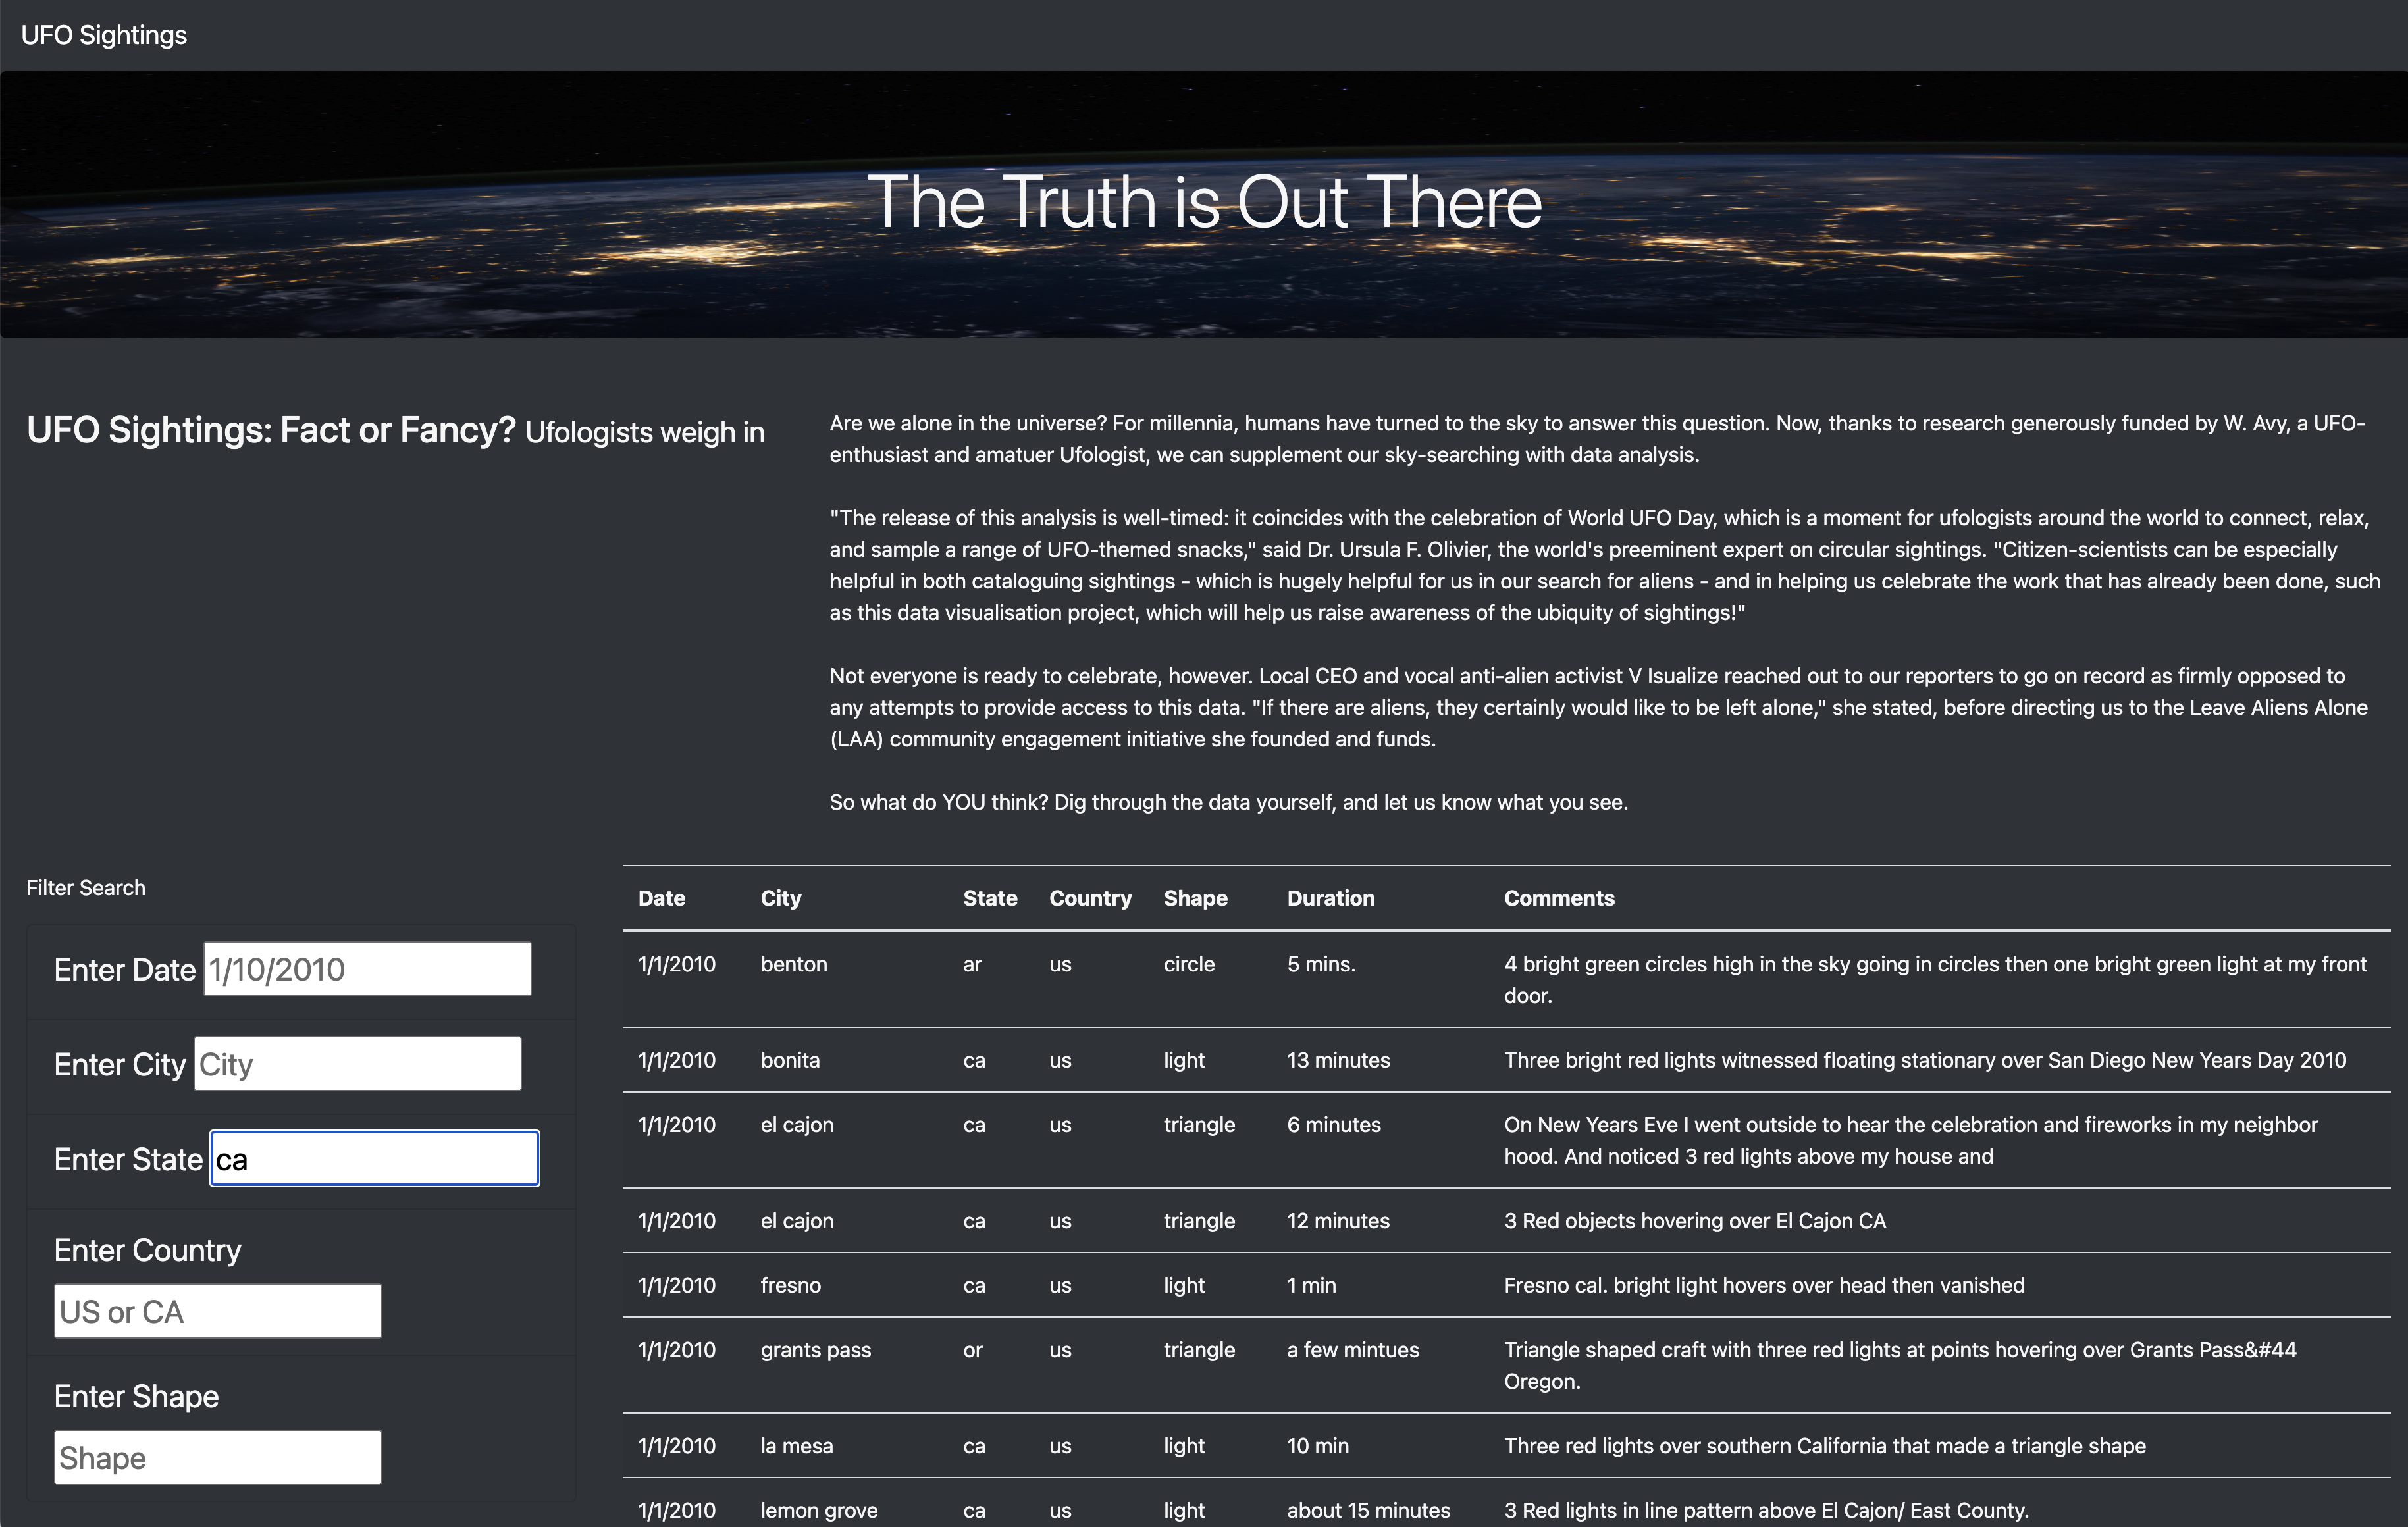 UFO Sightings
The Truth is Out There
UFO Sightings: Fact or Fancy? Ufologists weigh in
Are we alone in the universe? For millennia, humans have turned to the sky to answer this question. Now, thanks to research generously funded by W. Avy, a UFO-
enthusiast and amatuer Ufologist, we can supplement our sky-searching with data analysis.
"The release of this analysis is well-timed: it coincides with the celebration of World UFO Day, which is a moment for ufologists around the world to connect, relax,
and sample a range of UFO-themed snacks," said Dr. Ursula F. Olivier, the world's preeminent expert on circular sightings. "Citizen-scientists can be especially
helpful in both cataloguing sightings - which is hugely helpful for us in our search for aliens - and in helping us celebrate the work that has already been done, such
as this data visualisation project, which will help us raise awareness of the ubiquity of sightings!"
Not everyone is ready to celebrate, however. Local CEO and vocal anti-alien activist V Isualize reached out to our reporters to go on record as firmly opposed to
any attempts to provide access to this data. "If there are aliens, they certainly would like to be left alone," she stated, before directing us to the Leave Aliens Alone
(LAA) community engagement initiative she founded and funds.
So what do YOU think? Dig through the data yourself, and let us know what you see.
Filter Search
Enter Date 1/10/2010
Enter City City
Enter State ca
Enter Country
US or CA
Enter Shape
Shape
Date City State Country Shape Duration Comments
1/1/2010 benton ar us circle 5 mins. 4 bright green circles high in the sky going in circles then one bright green light at my front
door.
1/1/2010 bonita ca us light 13 minutes Three bright red lights witnessed floating stationary over San Diego New Years Day 2010
1/1/2010 el cajon ca us triangle 6 minutes On New Years Eve I went outside to hear the celebration and fireworks in my neighbor
hood. And noticed 3 red lights above my house and
1/1/2010 el cajon ca us triangle 12 minutes 3 Red objects hovering over El Cajon CA
1/1/2010 fresno ca us light 1 min Fresno cal. bright light hovers over head then vanished
1/1/2010 grants pass or us triangle a few mintues Triangle shaped craft with three red lights at points hovering over Grants Pass&#44
Oregon.
1/1/2010 la mesa ca us light 10 min Three red lights over southern California that made a triangle shape
1/1/2010 lemon grove ca us light about 15 minutes 3 Red lights in line pattern above El Cajon/ East County.